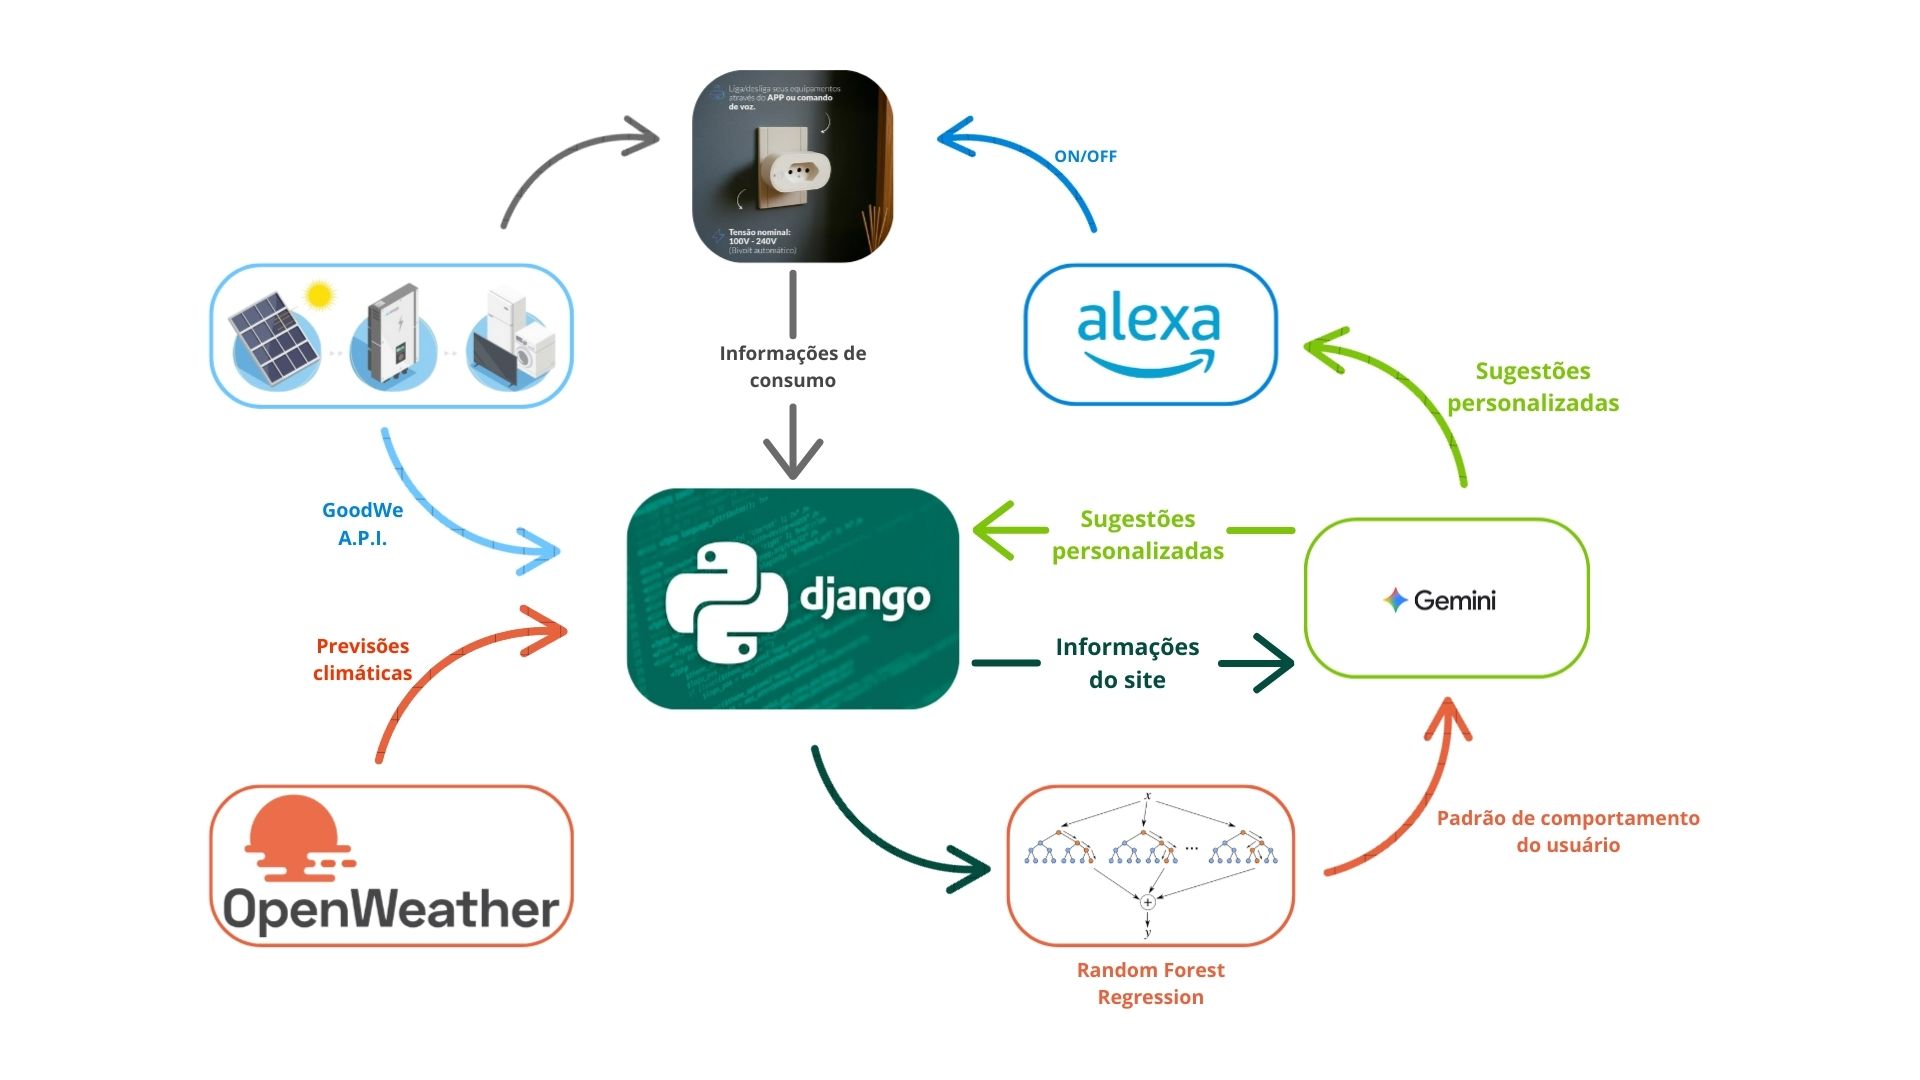 Liga/desliga seus equipamentos
através do APP ou comando
de voz.
Tensão nominal:
100V - 240V
(Bivolt automático)
ON/OFF
alexa
Informações de
consumo
Sugestões
personalizadas
GoodWe
A.P.I.
django
Sugestões
personalizadas
Gemini
Previsões
climáticas
Informações
do site
OpenWeather
x
...
+
y
Padrão de comportamento
do usuário
Random Forest
Regression